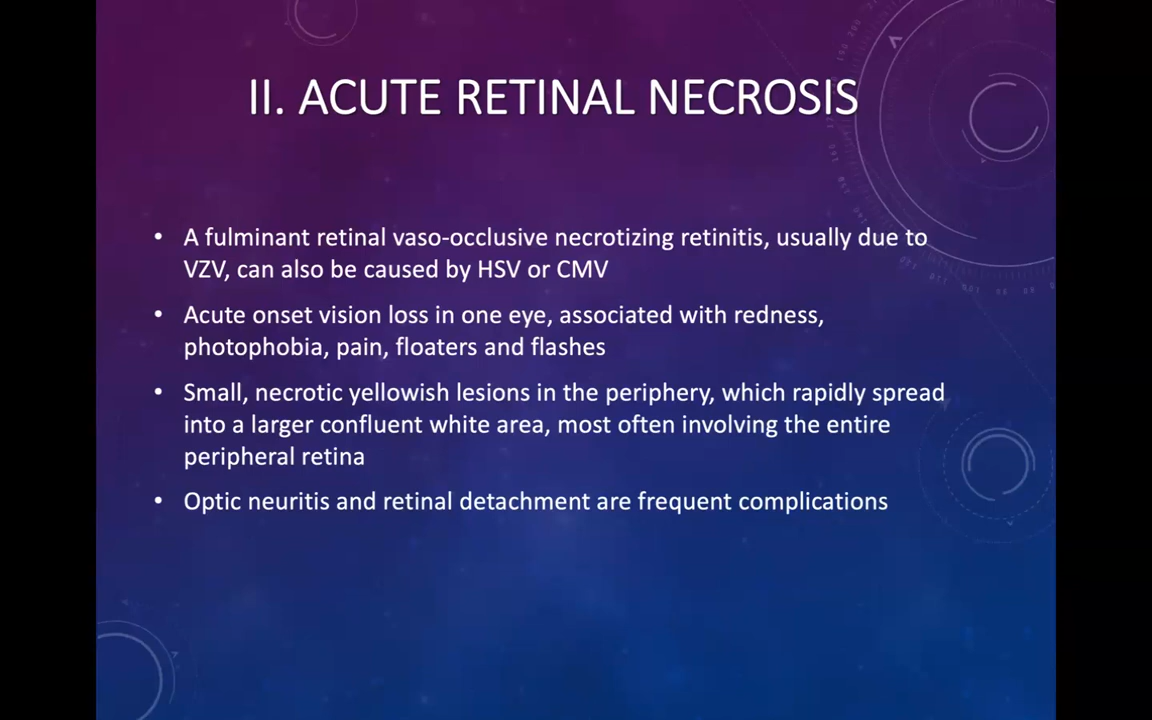 II. ACUTE RETINAL NECROSIS
• A fulminant retinal vaso-occlusive necrotizing retinitis, usually due to
VZV, can also be caused by HSV or CMV
• Acute onset vision loss in one eye, associated with redness,
photophobia, pain, floaters and flashes
• Small, necrotic yellowish lesions in the periphery, which rapidly spread
into a larger confluent white area, most often involving the entire
peripheral retina
• Optic neuritis and retinal detachment are frequent complications